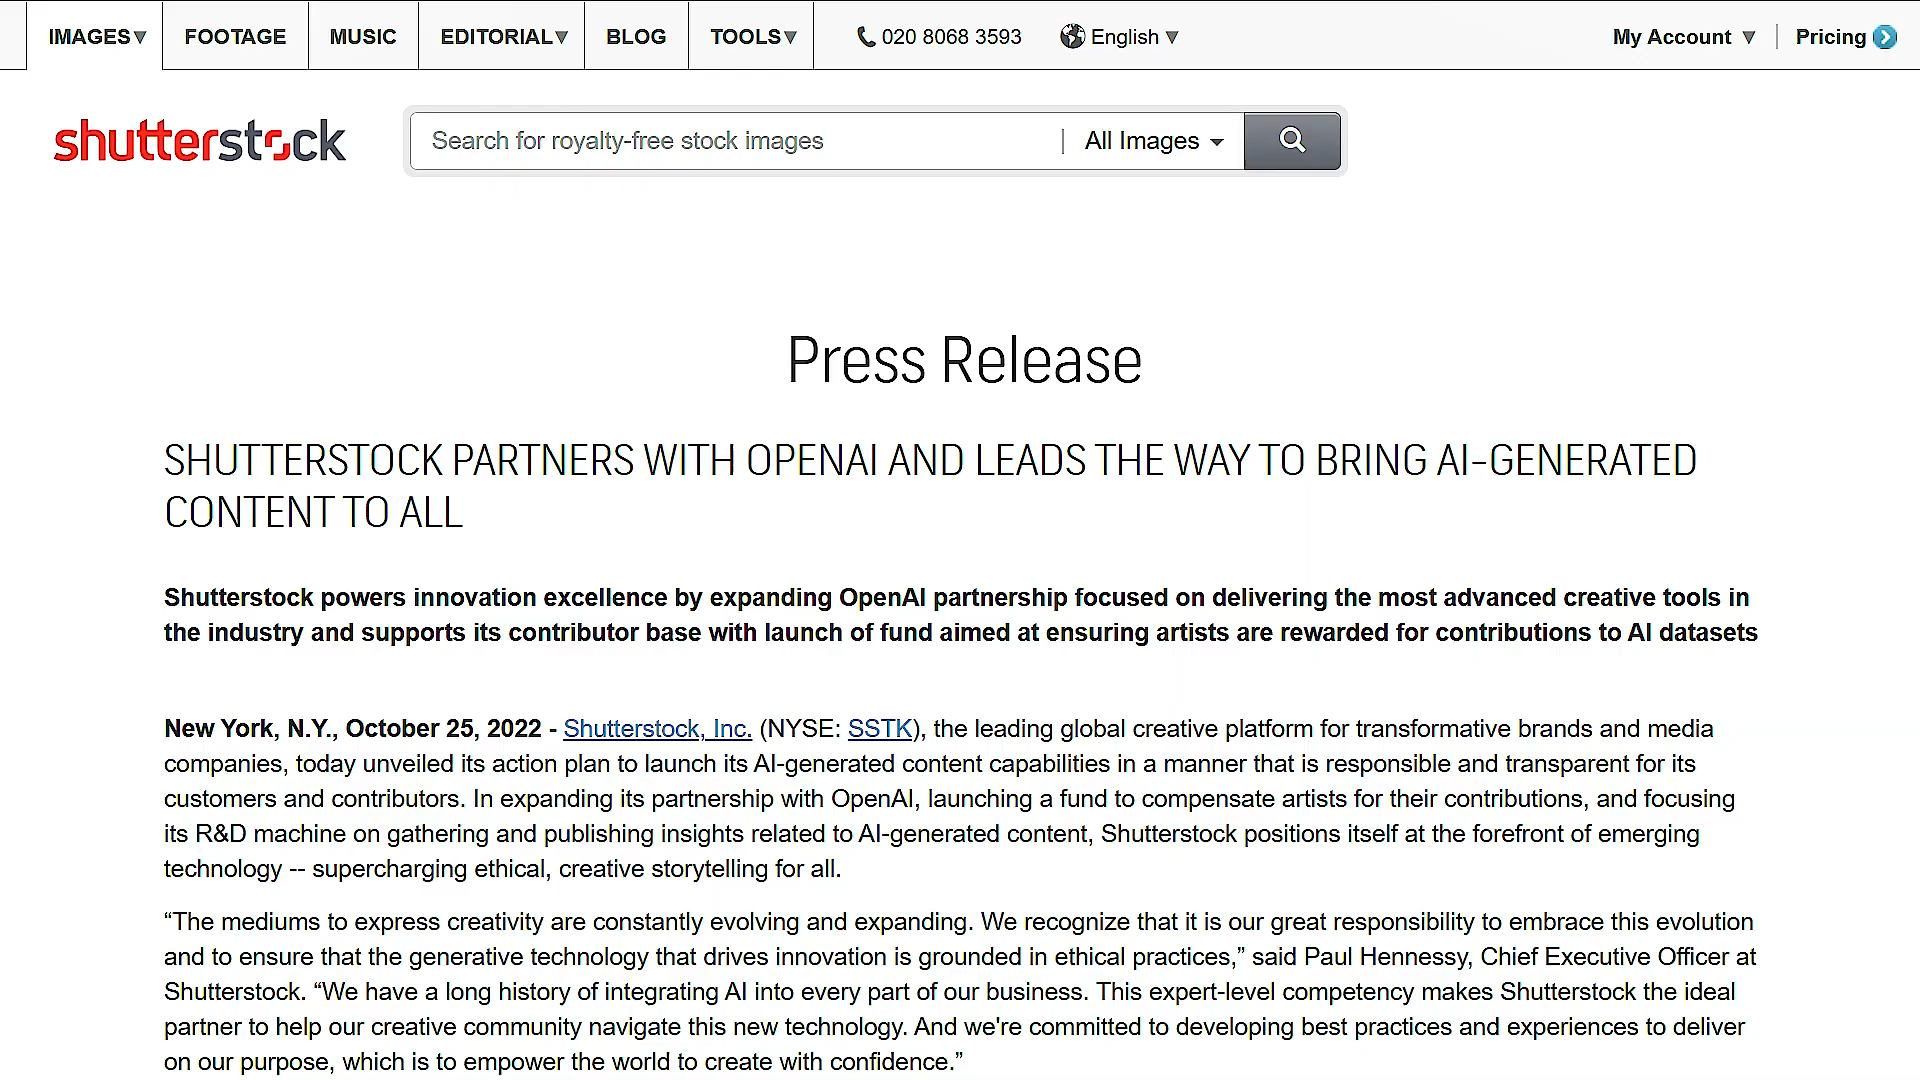 IMAGES▾ FOOTAGE MUSIC EDITORIAL▾ BLOG TOOLS▾ 020 8068 3593 English ▾ My Account ▾ Pricing
shutterstock Search for royalty-free stock images All Images
Press Release
SHUTTERSTOCK PARTNERS WITH OPENAI AND LEADS THE WAY TO BRING AI-GENERATED
CONTENT TO ALL
Shutterstock powers innovation excellence by expanding OpenAI partnership focused on delivering the most advanced creative tools in
the industry and supports its contributor base with launch of fund aimed at ensuring artists are rewarded for contributions to AI datasets
New York, N.Y., October 25, 2022 - Shutterstock, Inc. (NYSE: SSTK), the leading global creative platform for transformative brands and media
companies, today unveiled its action plan to launch its AI-generated content capabilities in a manner that is responsible and transparent for its
customers and contributors. In expanding its partnership with OpenAI, launching a fund to compensate artists for their contributions, and focusing
its R&D machine on gathering and publishing insights related to AI-generated content, Shutterstock positions itself at the forefront of emerging
technology -- supercharging ethical, creative storytelling for all.
“The mediums to express creativity are constantly evolving and expanding. We recognize that it is our great responsibility to embrace this evolution
and to ensure that the generative technology that drives innovation is grounded in ethical practices,” said Paul Hennessy, Chief Executive Officer at
Shutterstock. “We have a long history of integrating AI into every part of our business. This expert-level competency makes Shutterstock the ideal
partner to help our creative community navigate this new technology. And we're committed to developing best practices and experiences to deliver
on our purpose, which is to empower the world to create with confidence.”